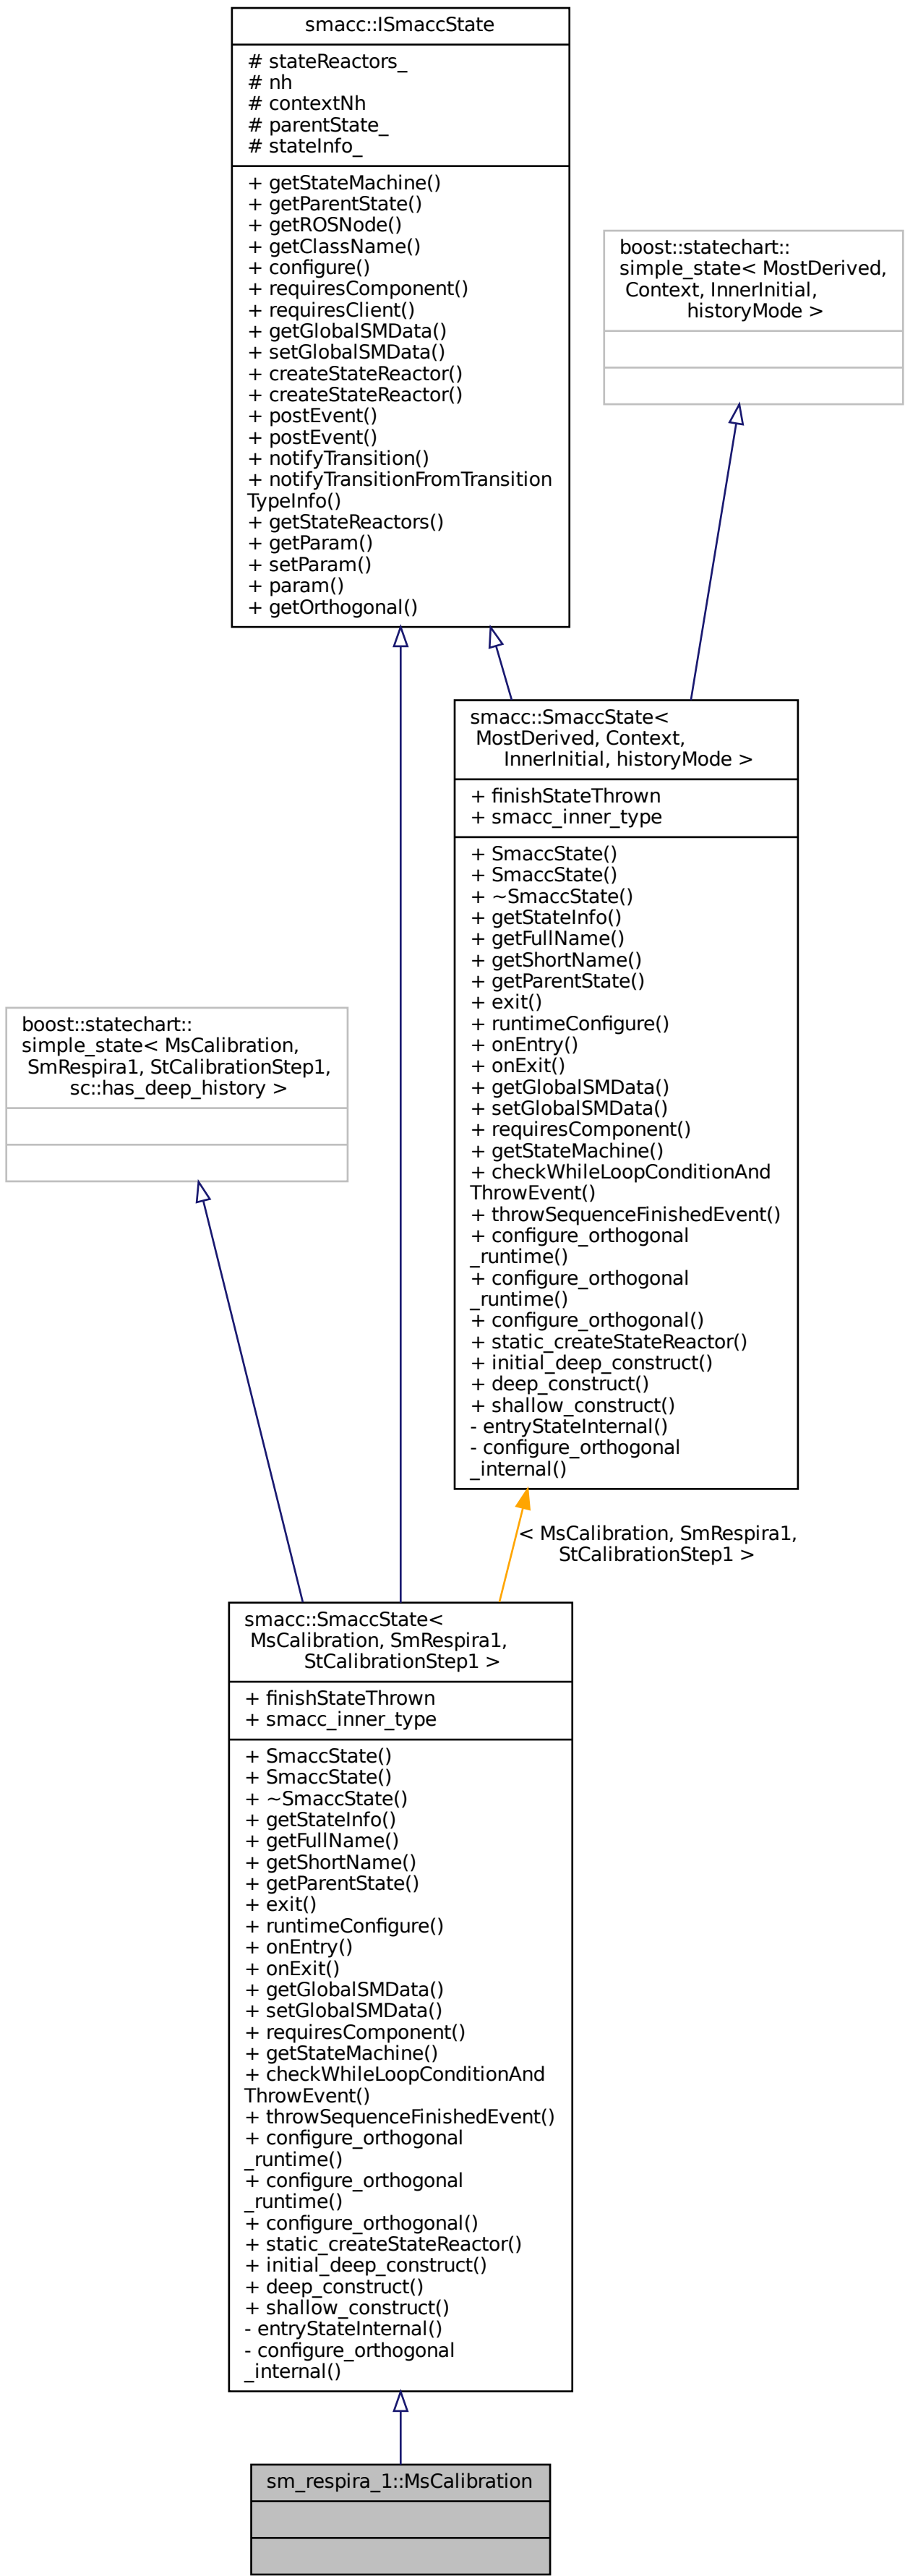 smacc::ISmaccState
# stateReactors_
# nh
# contextNh
# parentState_
# stateInfo_
+ getStateMachine()
+ getParentState()
+ getROSNode()
+ getClassName()
+ configure()
+ requiresComponent()
+ requiresClient()
+ getGlobalSMData()
+ setGlobalSMData()
+ createStateReactor()
+ createStateReactor()
+ postEvent()
+ postEvent()
+ notifyTransition()
+ notifyTransitionFromTransition
TypeInfo()
+ getStateReactors()
+ getParam()
+ setParam()
+ param()
+ getOrthogonal()
boost::statechart::
simple_state< MostDerived,
Context, InnerInitial,
historyMode >
smacc::SmaccState<
MostDerived, Context,
InnerInitial, historyMode >
+ finishStateThrown
+ smacc_inner_type
+ SmaccState()
+ SmaccState()
+ ~SmaccState()
+ getStateInfo()
+ getFullName()
+ getShortName()
+ getParentState()
+ exit()
+ runtimeConfigure()
+ onEntry()
+ onExit()
+ getGlobalSMData()
+ setGlobalSMData()
+ requiresComponent()
+ getStateMachine()
+ checkWhileLoopConditionAnd
ThrowEvent()
+ throwSequenceFinishedEvent()
+ configure_orthogonal
_runtime()
+ configure_orthogonal
_runtime()
+ configure_orthogonal()
+ static_createStateReactor()
+ initial_deep_construct()
+ deep_construct()
+ shallow_construct()
- entryStateInternal()
- configure_orthogonal
_internal()
boost::statechart::
simple_state< MsCalibration,
SmRespira1, StCalibrationStep1,
sc::has_deep_history >
< MsCalibration, SmRespira1,
StCalibrationStep1 >
smacc::SmaccState<
MsCalibration, SmRespira1,
StCalibrationStep1 >
+ finishStateThrown
+ smacc_inner_type
+ SmaccState()
+ SmaccState()
+ ~SmaccState()
+ getStateInfo()
+ getFullName()
+ getShortName()
+ getParentState()
+ exit()
+ runtimeConfigure()
+ onEntry()
+ onExit()
+ getGlobalSMData()
+ setGlobalSMData()
+ requiresComponent()
+ getStateMachine()
+ checkWhileLoopConditionAnd
ThrowEvent()
+ throwSequenceFinishedEvent()
+ configure_orthogonal
_runtime()
+ configure_orthogonal
_runtime()
+ configure_orthogonal()
+ static_createStateReactor()
+ initial_deep_construct()
+ deep_construct()
+ shallow_construct()
- entryStateInternal()
- configure_orthogonal
_internal()
sm_respira_1::MsCalibration